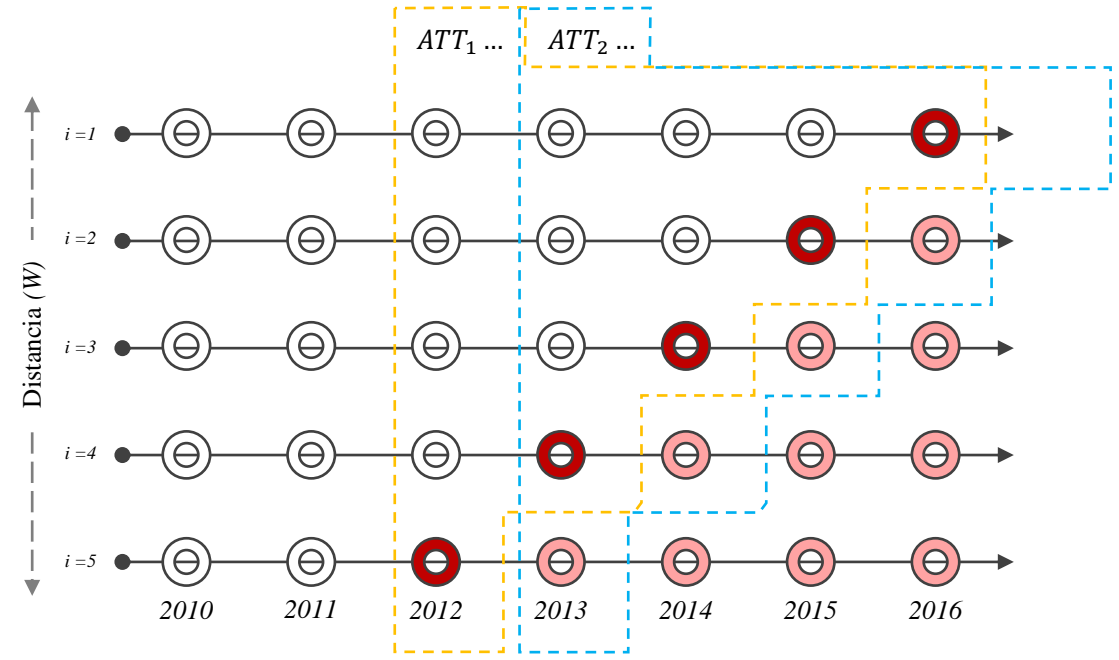 ATT₁ ... ATT₂ ...
i =1
i =2
i =3
i =4
i =5
Distancia (W)
2010 2011 2012 2013 2014 2015 2016